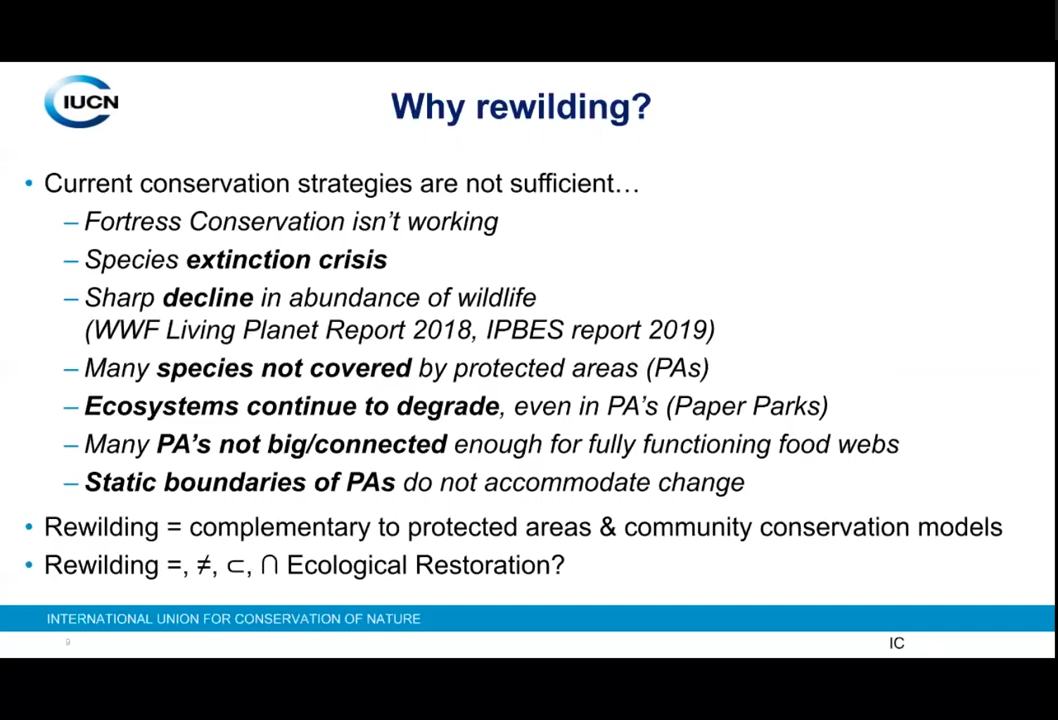 IUCN
Why rewilding?
• Current conservation strategies are not sufficient…
– Fortress Conservation isn’t working
– Species extinction crisis
– Sharp decline in abundance of wildlife
(WWF Living Planet Report 2018, IPBES report 2019)
– Many species not covered by protected areas (PAs)
– Ecosystems continue to degrade, even in PA’s (Paper Parks)
– Many PA’s not big/connected enough for fully functioning food webs
– Static boundaries of PAs do not accommodate change
• Rewilding = complementary to protected areas & community conservation models
• Rewilding =, ≠, ⊂, ∩ Ecological Restoration?
INTERNATIONAL UNION FOR CONSERVATION OF NATURE
9
IC